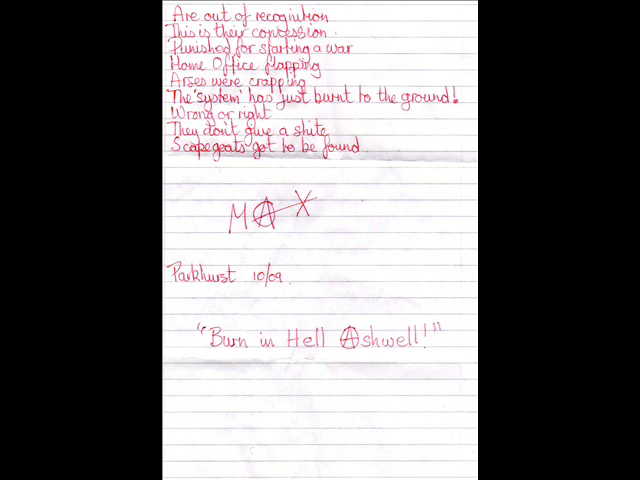 Are out of recognition
This is their concession.
Punished for starting a war
Home Office flapping
Arses were crapping
The 'system' has just burnt to the ground!
Wrong or right
They don't give a shite
Scapegoats got to be found
MAX
Parkhurst 10/09.
"Burn in Hell Ashwell!"